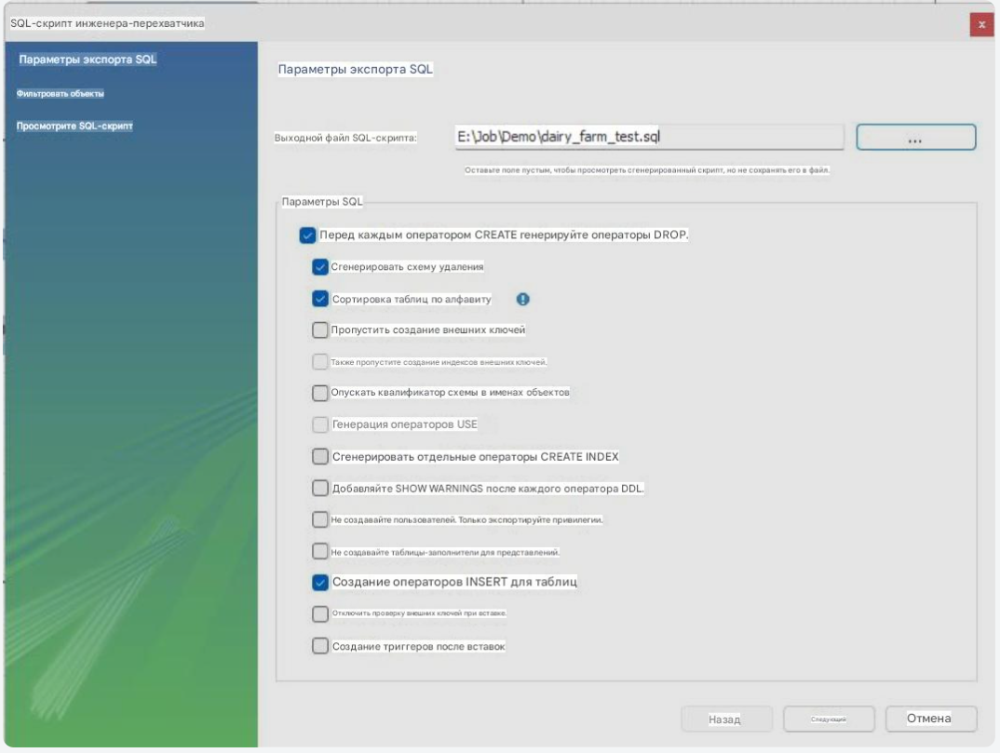 SQL-скрипт инженера-перехватчика
x
Параметры экспорта SQL
Фильтровать объекты
Просмотрите SQL-скрипт
Параметры экспорта SQL
Выходной файл SQL-скрипта:
E:\Job\Demo\dairy_farm_test.sql
...
Оставьте поле пустым, чтобы просмотреть сгенерированный скрипт, но не сохранять его в файл.
Параметры SQL
Перед каждым оператором CREATE генерируйте операторы DROP.
Сгенерировать схему удаления
Сортировка таблиц по алфавиту
Пропустить создание внешних ключей
Также пропустите создание индексов внешних ключей.
Опускать квалификатор схемы в именах объектов
Генерация операторов USE
Сгенерировать отдельные операторы CREATE INDEX
Добавляйте SHOW WARNINGS после каждого оператора DDL.
Не создавайте пользователей. Только экспортируйте привилегии.
Не создавайте таблицы-заполнители для представлений.
Создание операторов INSERT для таблиц
Отключить проверку внешних ключей при вставке.
Создание триггеров после вставок
Назад
Следующий
Отмена